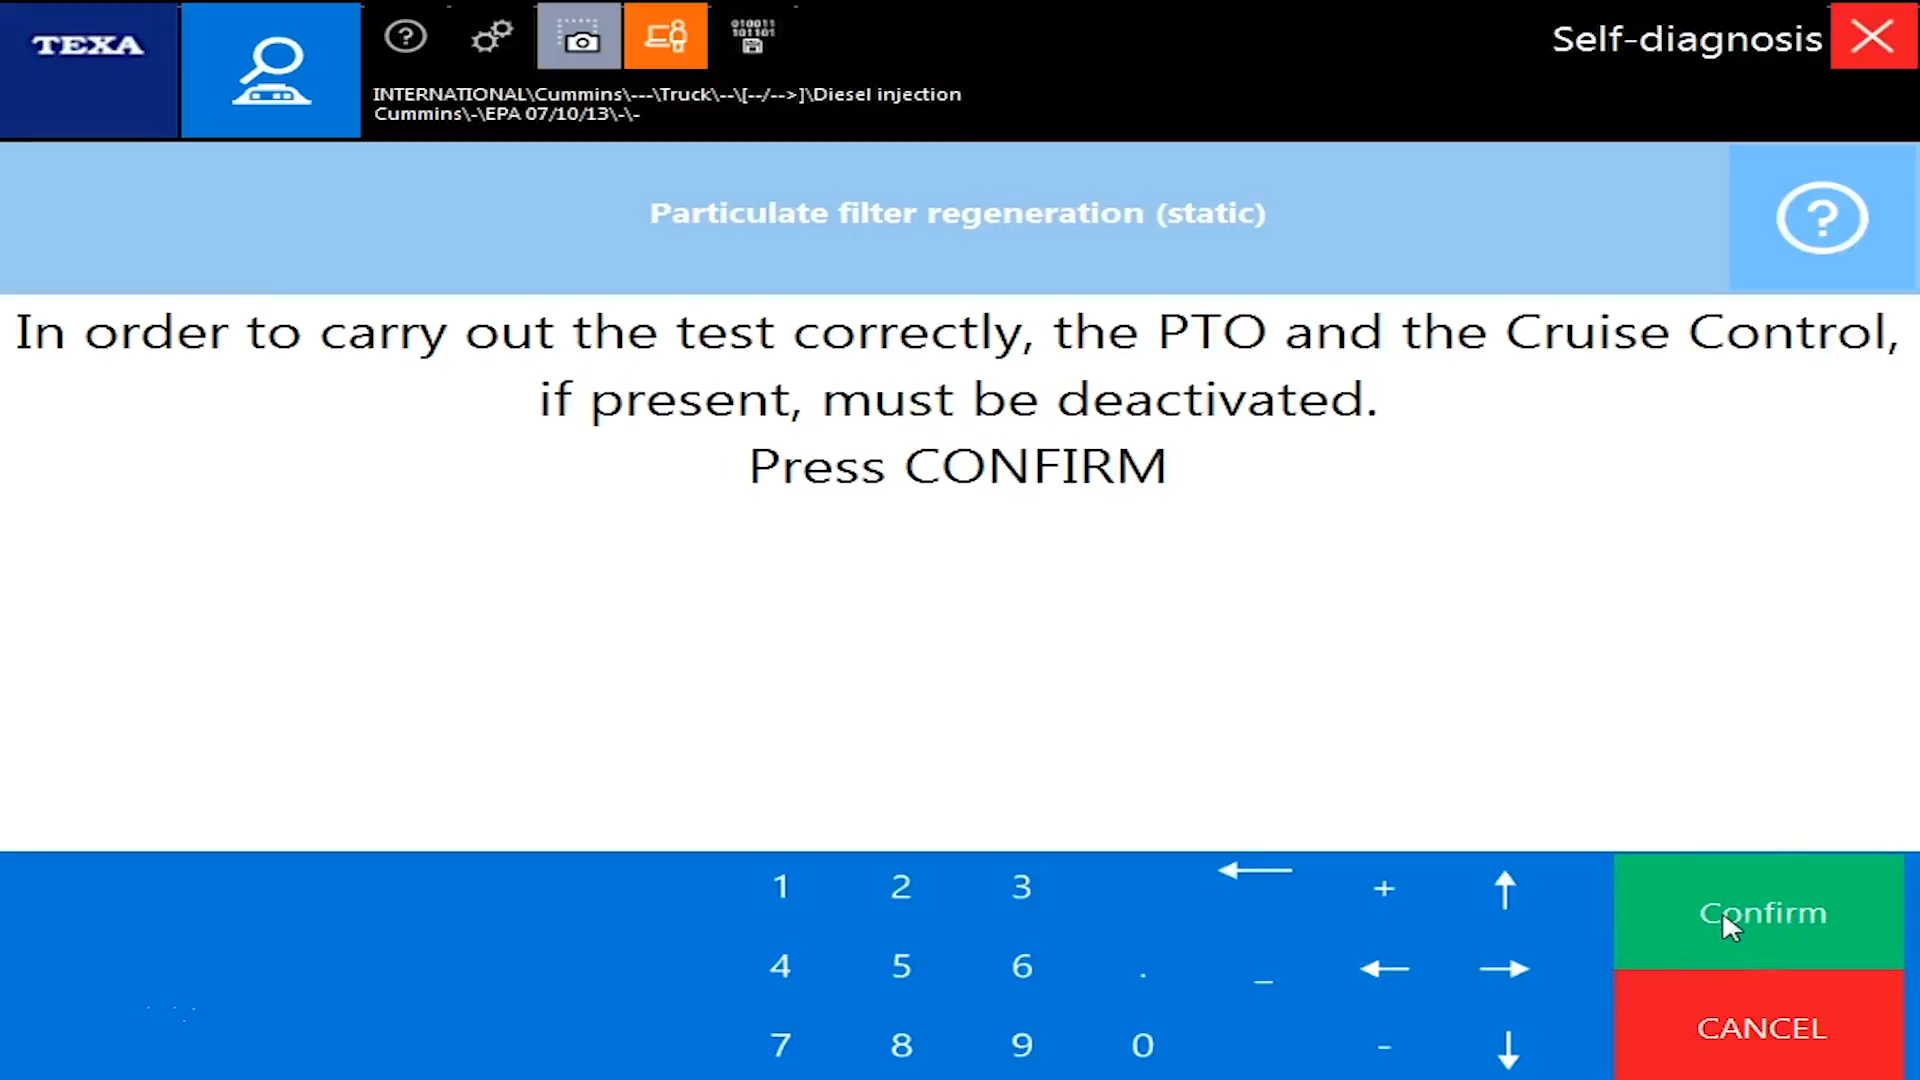 TEXA
010011
101101
Self-diagnosis
INTERNATIONAL\Cummins\---\Truck\--\[--/-->]\Diesel injection
Cummins\-\EPA 07/10/13\-\-
Particulate filter regeneration (static)
?
In order to carry out the test correctly, the PTO and the Cruise Control,
if present, must be deactivated.
Press CONFIRM
1 2 3 +
Confirm
4 5 6 . _
CANCEL
7 8 9 0 -